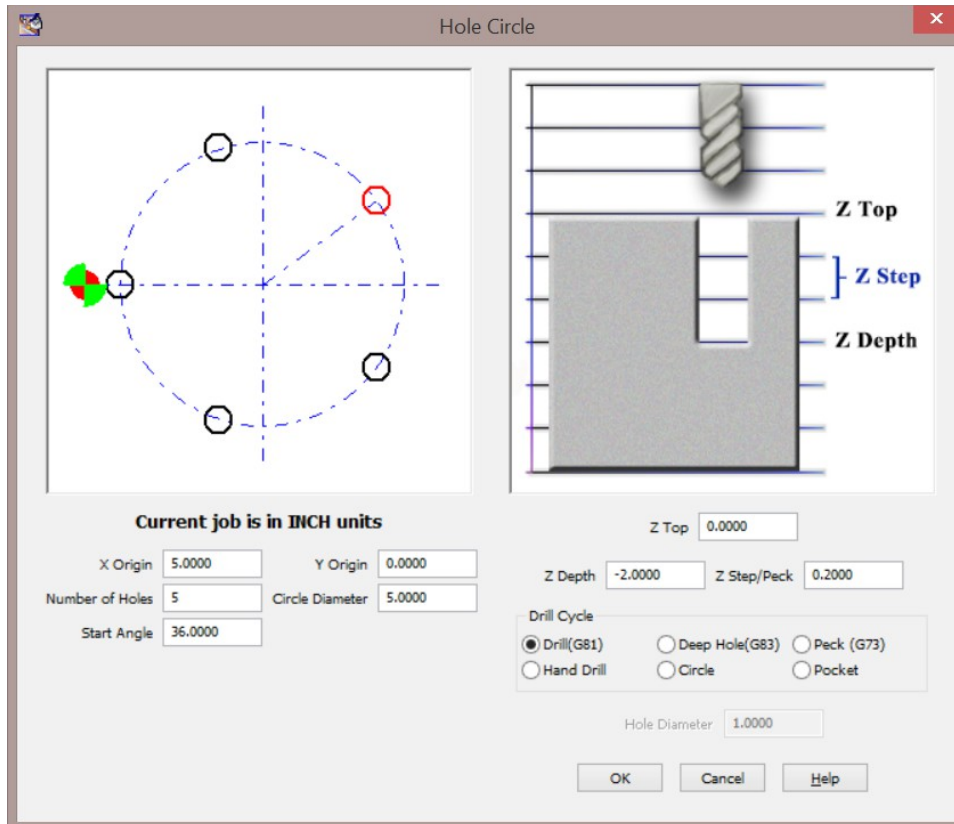 Hole Circle
Z Top
Z Step
Z Depth
Current job is in INCH units
X Origin 5.0000 Y Origin 0.0000
Number of Holes 5 Circle Diameter 5.0000
Start Angle 36.0000
Z Top 0.0000
Z Depth -2.0000 Z Step/Peck 0.2000
Drill Cycle
Drill(G81) Deep Hole(G83) Peck (G73)
Hand Drill Circle Pocket
Hole Diameter 1.0000
OK Cancel Help